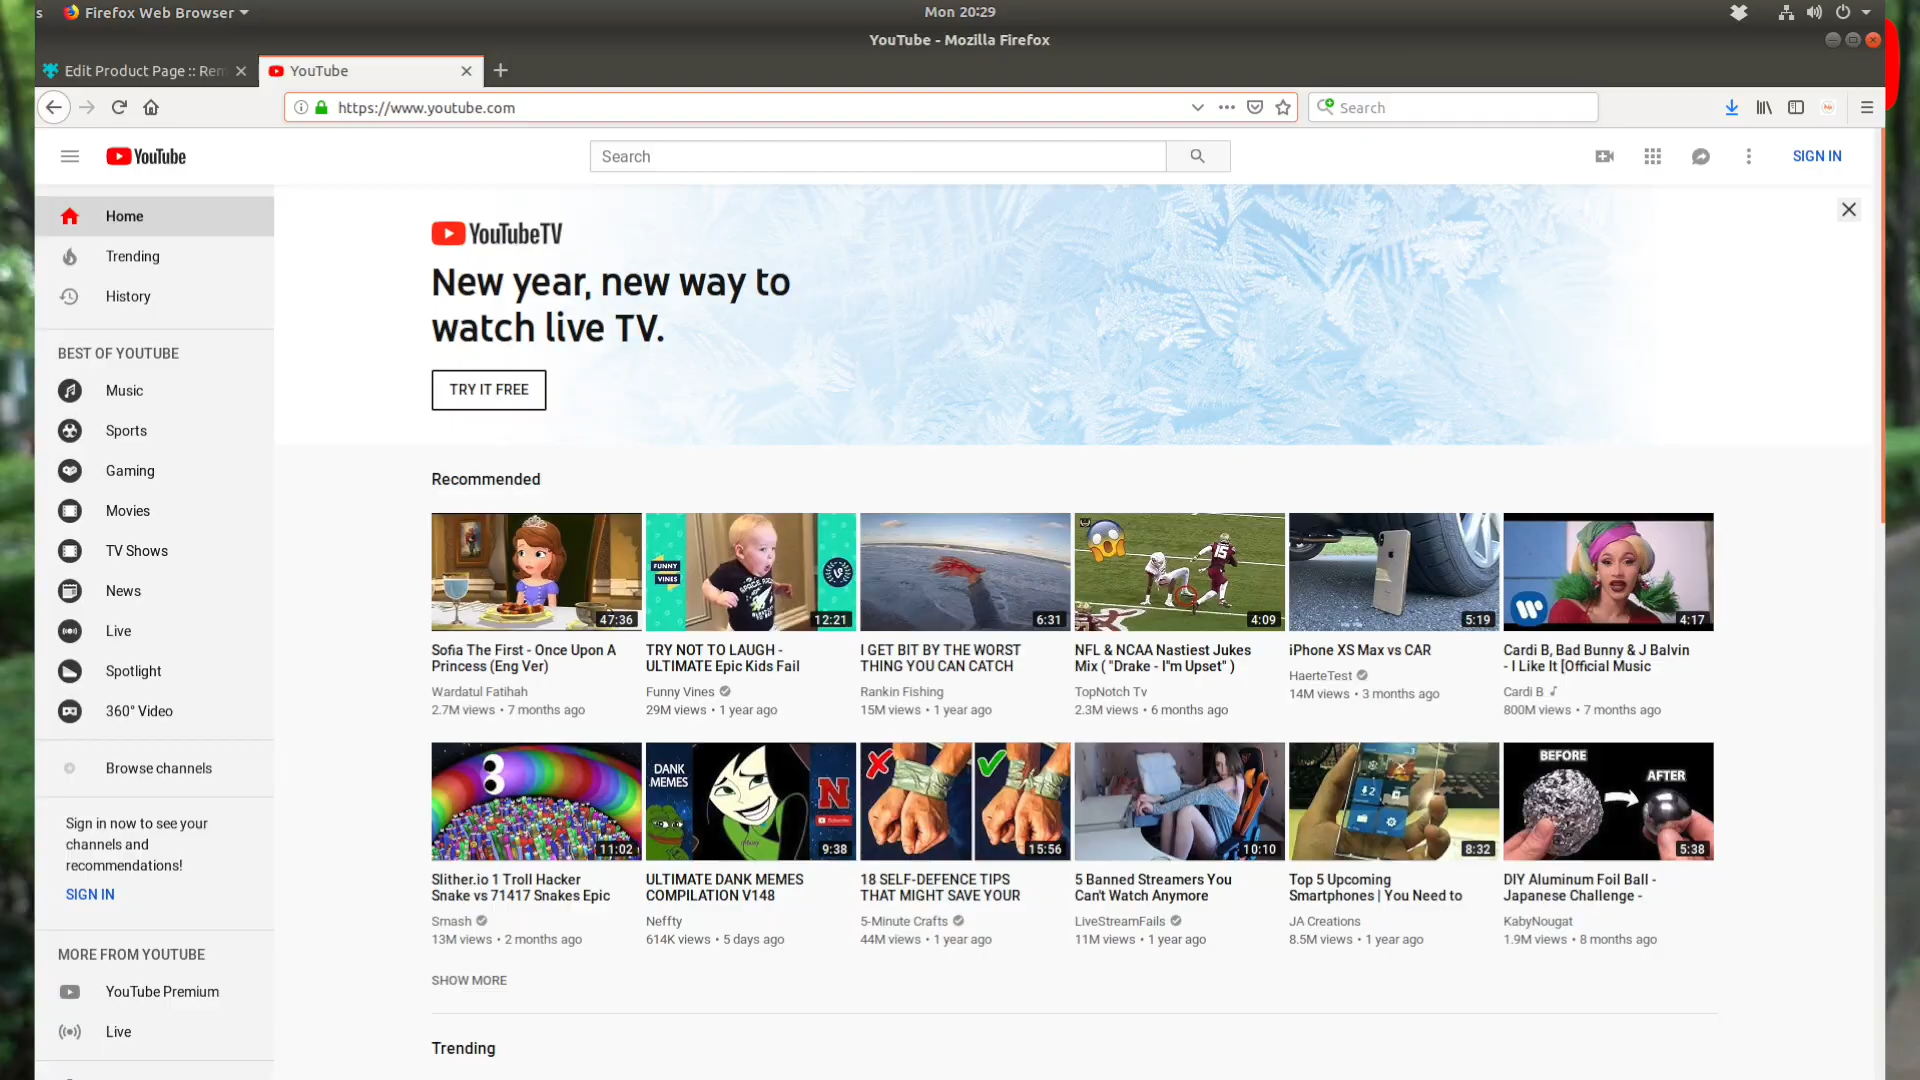 s Firefox Web Browser
Mon 20:29
YouTube - Mozilla Firefox
Edit Product Page :: Rem
YouTube
https://www.youtube.com
Search
YouTube
Search
SIGN IN
Home
Trending
History
BEST OF YOUTUBE
Music
Sports
Gaming
Movies
TV Shows
News
Live
Spotlight
360° Video
Browse channels
Sign in now to see your
channels and
recommendations!
SIGN IN
MORE FROM YOUTUBE
YouTube Premium
Live
YouTubeTV
New year, new way to
watch live TV.
TRY IT FREE
Recommended
47:36
Sofia The First - Once Upon A
Princess (Eng Ver)
Wardatul Fatihah
2.7M views • 7 months ago
FUNNY
VINES
12:21
TRY NOT TO LAUGH -
ULTIMATE Epic Kids Fail
Funny Vines
29M views • 1 year ago
6:31
I GET BIT BY THE WORST
THING YOU CAN CATCH
Rankin Fishing
15M views • 1 year ago
15
4:09
NFL & NCAA Nastiest Jukes
Mix ( "Drake - I"m Upset" )
TopNotch Tv
2.3M views • 6 months ago
5:19
iPhone XS Max vs CAR
HaerteTest
14M views • 3 months ago
4:17
Cardi B, Bad Bunny & J Balvin
- I Like It [Official Music
Cardi B
800M views • 7 months ago
11:02
Slither.io 1 Troll Hacker
Snake vs 71417 Snakes Epic
Smash
13M views • 2 months ago
DANK
MEMES
N
9:38
ULTIMATE DANK MEMES
COMPILATION V148
Neffty
614K views • 5 days ago
15:56
18 SELF-DEFENCE TIPS
THAT MIGHT SAVE YOUR
5-Minute Crafts
44M views • 1 year ago
10:10
5 Banned Streamers You
Can't Watch Anymore
LiveStreamFails
11M views • 1 year ago
8:32
Top 5 Upcoming
Smartphones | You Need to
JA Creations
8.5M views • 1 year ago
BEFORE
AFTER
5:38
DIY Aluminum Foil Ball -
Japanese Challenge -
KabyNougat
1.9M views • 8 months ago
SHOW MORE
Trending